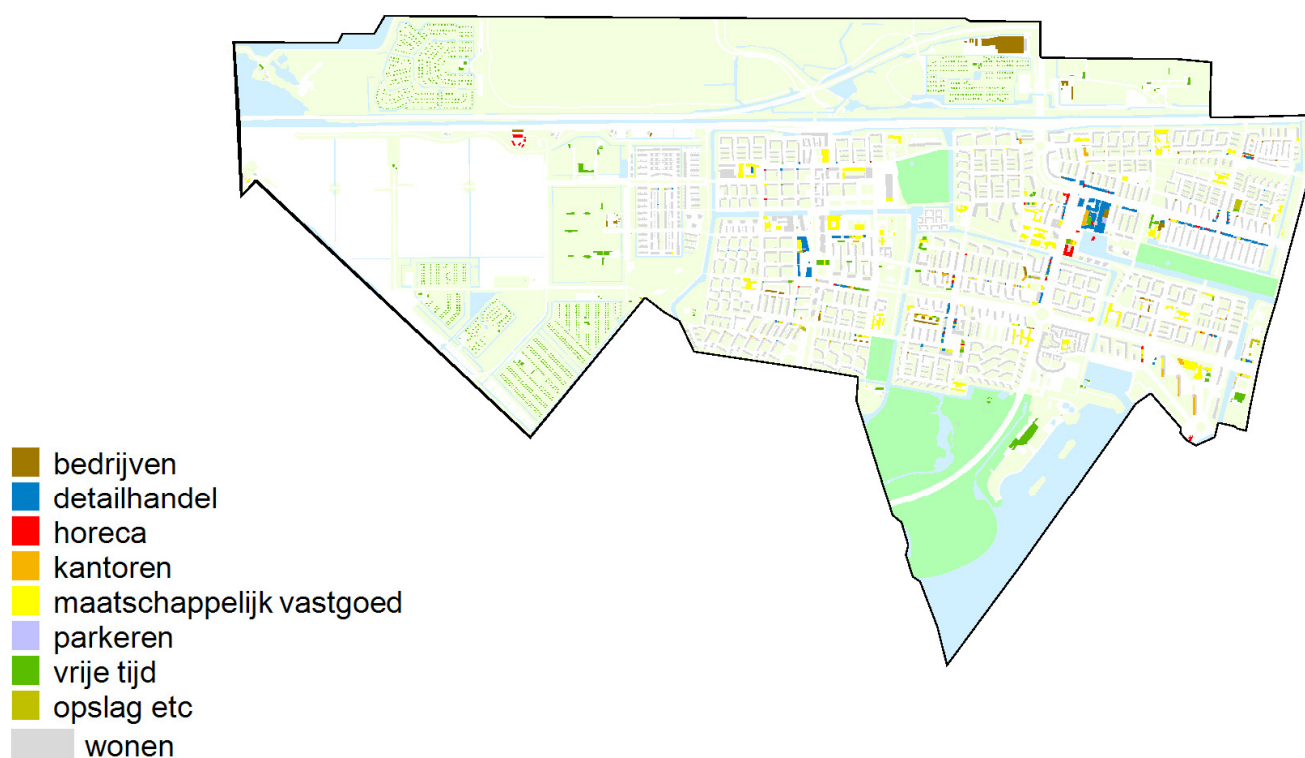 bedrijven
detailhandel
horeca
kantoren
maatschappelijk vastgoed
parkeren
vrije tijd
opslag etc
wonen